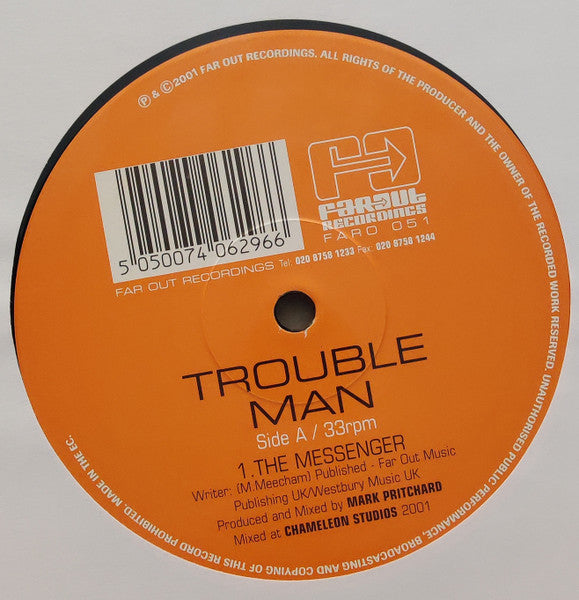 ℗ & ©2001 FAR OUT RECORDINGS. ALL RIGHTS OF THE PRODUCER AND THE OWNER OF THE RECORDED WORK RESERVED. UNAUTHORISED PUBLIC PERFORMANCE, BROADCASTING AND COPYING OF THIS RECORD PROHIBITED. MADE IN THE EC.
5 050074 062966
FAROUT
RECORDINGS
FARO 051
FAR OUT RECORDINGS Tel: 020 8758 1233 Fax: 020 8758 1244
TROUBLE
MAN
Side A / 33rpm
1.THE MESSENGER
Writer: (M.Meecham) Published - Far Out Music
Publishing UK/Westbury Music UK
Produced and Mixed by MARK PRITCHARD
Mixed at CHAMELEON STUDIOS 2001